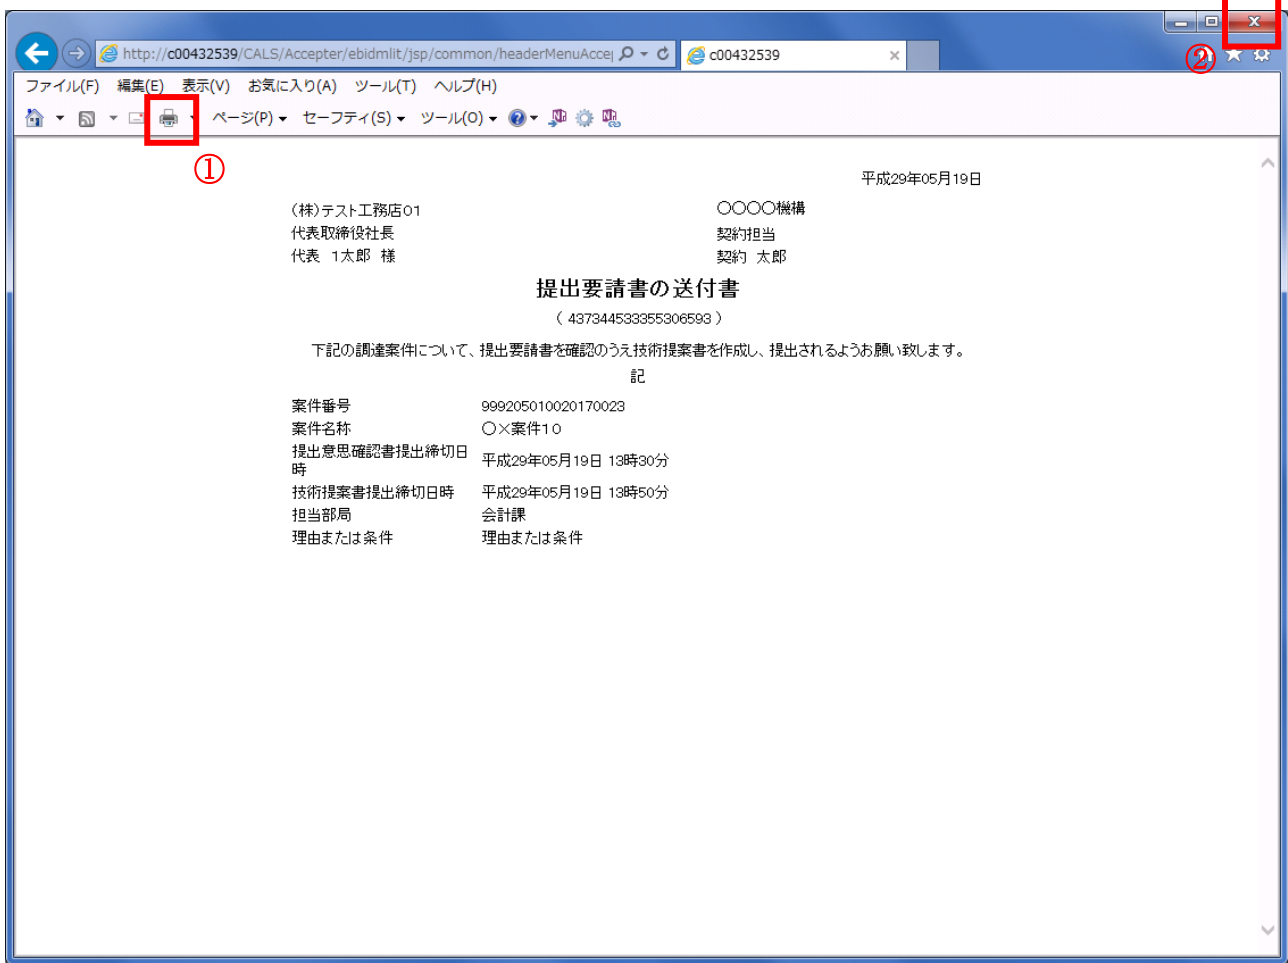 http://c00432539/CALS/Accepter/ebidmlit/jsp/common/headerMenuAccep
c00432539
②
ファイル(F) 編集(E) 表示(V) お気に入り(A) ツール(T) ヘルプ(H)
ページ(P) セーフティ(S) ツール(O)
①
平成29年05月19日
(株)テスト工務店01
代表取締役社長
代表 1太郎 様
〇〇〇〇機構
契約担当
契約 太郎
提出要請書の送付書
( 437344533355306593 )
下記の調達案件について、提出要請書を確認のうえ技術提案書を作成し、提出されるようお願い致します。
記
案件番号 999205010020170023
案件名称 〇×案件10
提出意思確認書提出締切日
時 平成29年05月19日 13時30分
技術提案書提出締切日時 平成29年05月19日 13時50分
担当部局 会計課
理由または条件 理由または条件